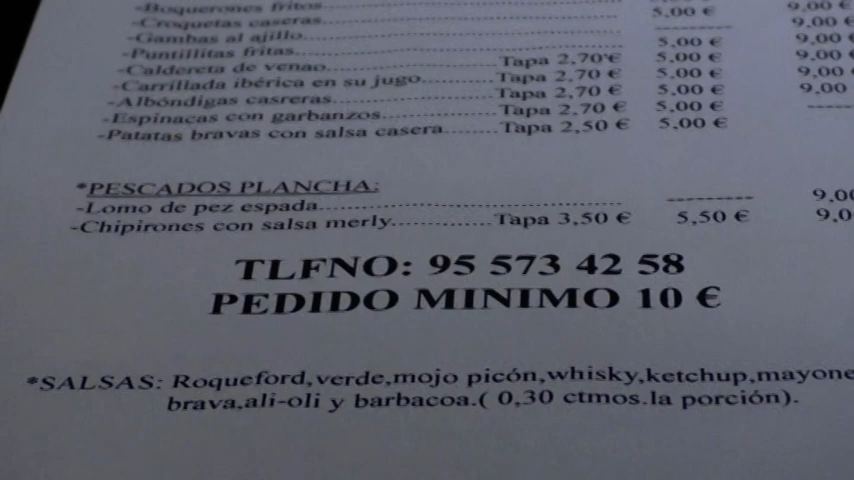 -Boquerones fritos 9,00 €
-Croquetas caseras 5,00 € 9,00 €
-Gambas al ajillo -------- 9,00 €
-Puntillitas fritas 5,00 € 9,00 €
-Caldereta de venao Tapa 2,70 € 5,00 € 9,00 €
-Carrillada ibérica en su jugo Tapa 2,70 € 5,00 € 9,00
-Albóndigas casreras Tapa 2,70 € 5,00 €
-Espinacas con garbanzos Tapa 2,70 € 5,00 €
-Patatas bravas con salsa casera Tapa 2,50 € 5,00 €
*PESCADOS PLANCHA:
-Lomo de pez espada --------- 9,00
-Chipirones con salsa merly Tapa 3,50 € 5,50 € 9,0
TLFNO: 95 573 42 58
PEDIDO MINIMO 10 €
*SALSAS: Roqueford,verde,mojo picón,whisky,ketchup,mayone
brava,ali-oli y barbacoa.( 0,30 ctmos.la porción).